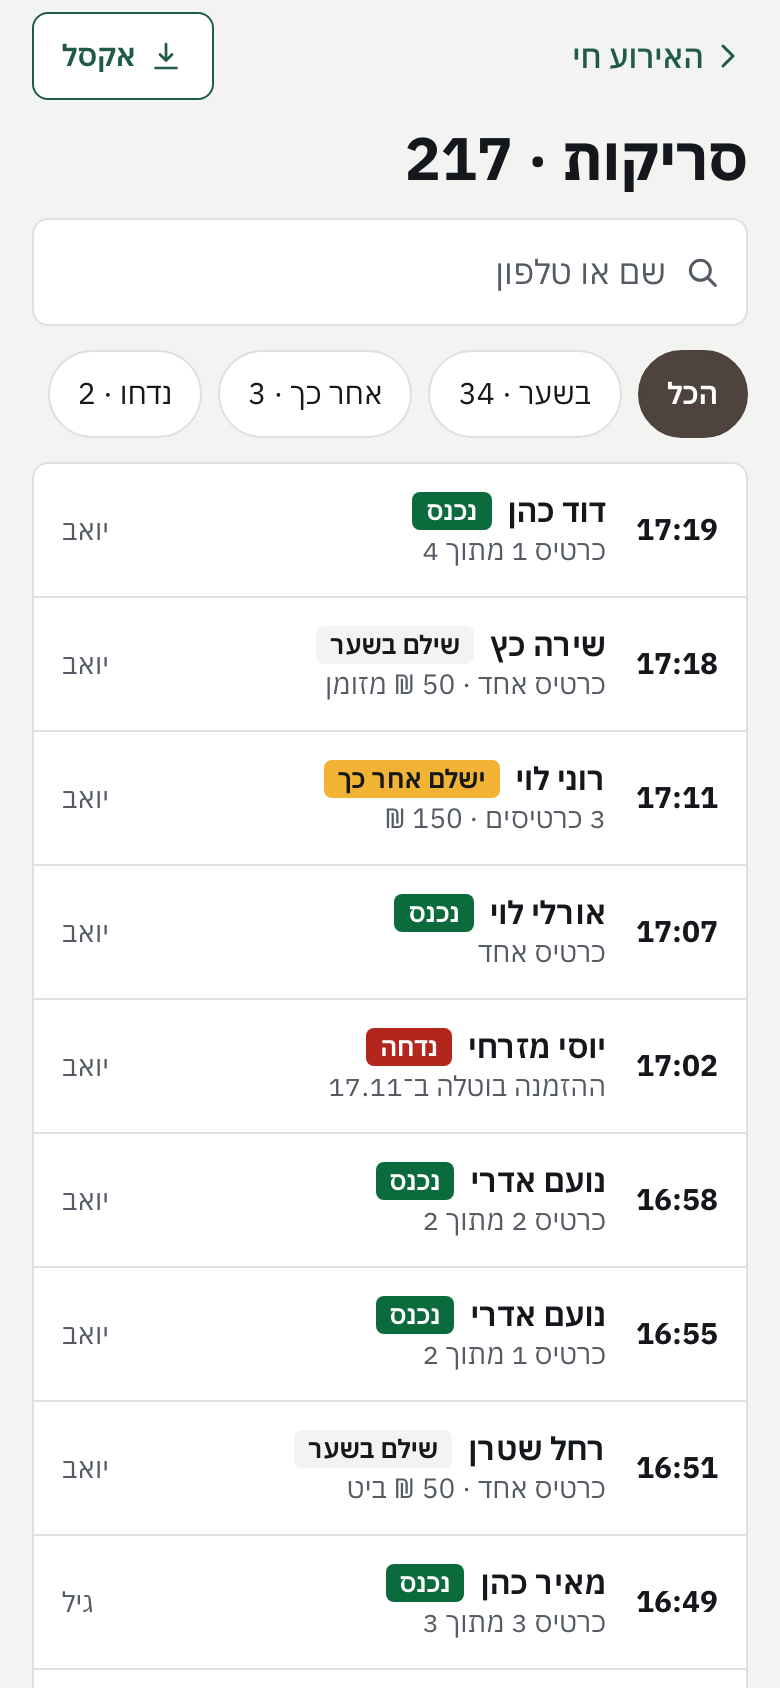 האירוע חי
אקסל
סריקות · 217
שם או טלפון
הכל
בשער · 34
אחר כך · 3
נדחו · 2
17:19 דוד כהן נכנס יואב
כרטיס 1 מתוך 4
17:18 שירה כץ שילם בשער יואב
כרטיס אחד · 50 ₪ מזומן
17:11 רוני לוי ישלם אחר כך יואב
3 כרטיסים · 150 ₪
17:07 אורלי לוי נכנס יואב
כרטיס אחד
17:02 יוסי מזרחי נדחה יואב
ההזמנה בוטלה ב־17.11
16:58 נועם אדרי נכנס יואב
כרטיס 2 מתוך 2
16:55 נועם אדרי נכנס יואב
כרטיס 1 מתוך 2
16:51 רחל שטרן שילם בשער יואב
כרטיס אחד · 50 ₪ ביט
16:49 מאיר כהן נכנס גיל
כרטיס 3 מתוך 3